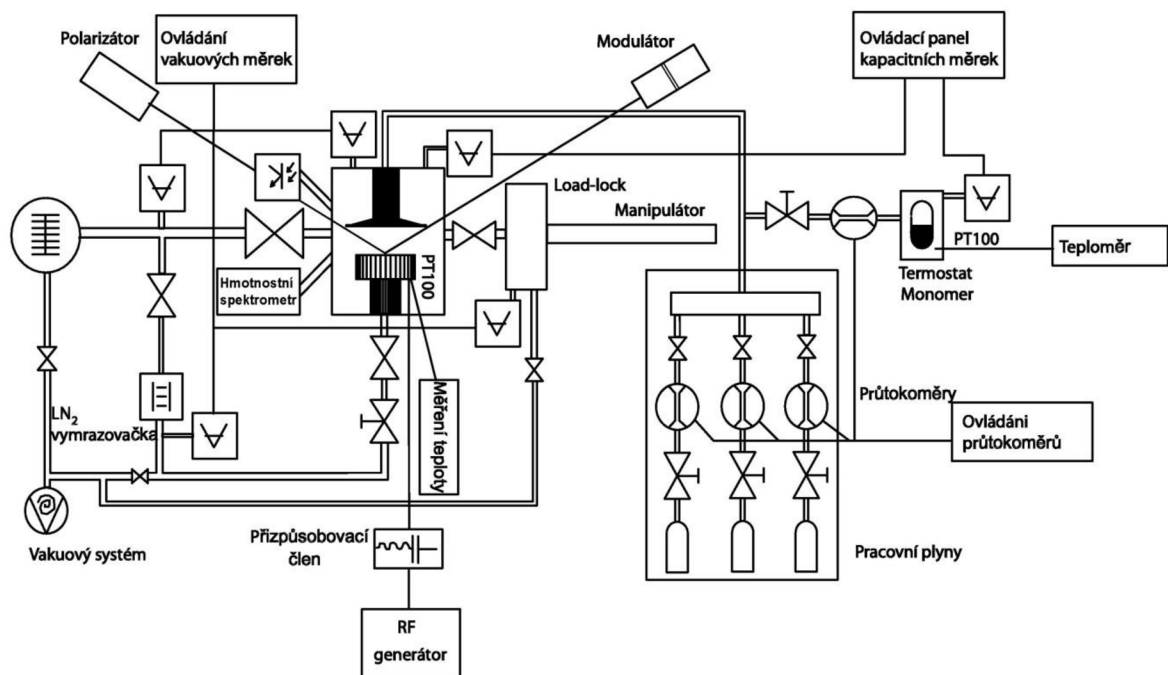 Polarizátor
Ovládání
vakuových měrek
Modulátor
Ovládací panel
kapacitních měrek
Load-lock
Manipulátor
PT100
Hmotnostní
spektrometr
PT100
Teploměr
Termostat
Monomer
LN2
vymrazovačka
Měření teploty
Průtokoměry
Ovládáni
průtokoměrů
Vakuový systém
Přizpůsobovací
člen
Pracovní plyny
RF
generátor